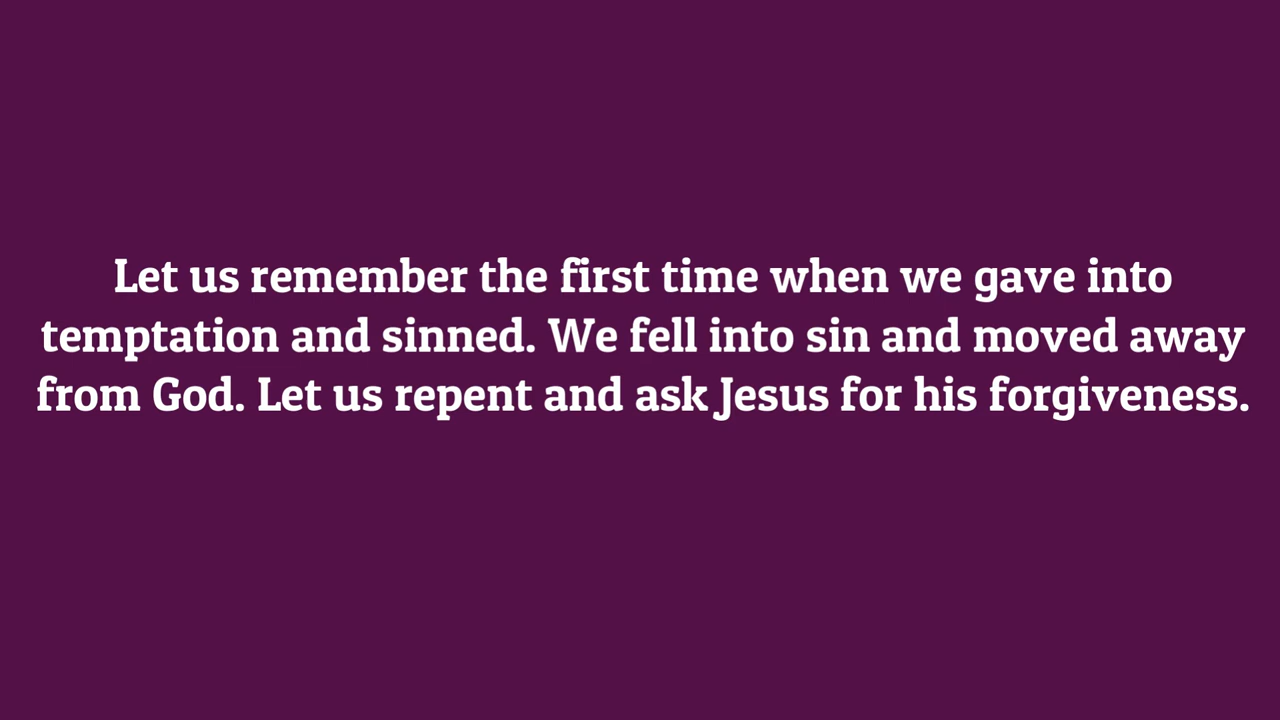 Let us remember the first time when we gave into
temptation and sinned. We fell into sin and moved away
from God. Let us repent and ask Jesus for his forgiveness.